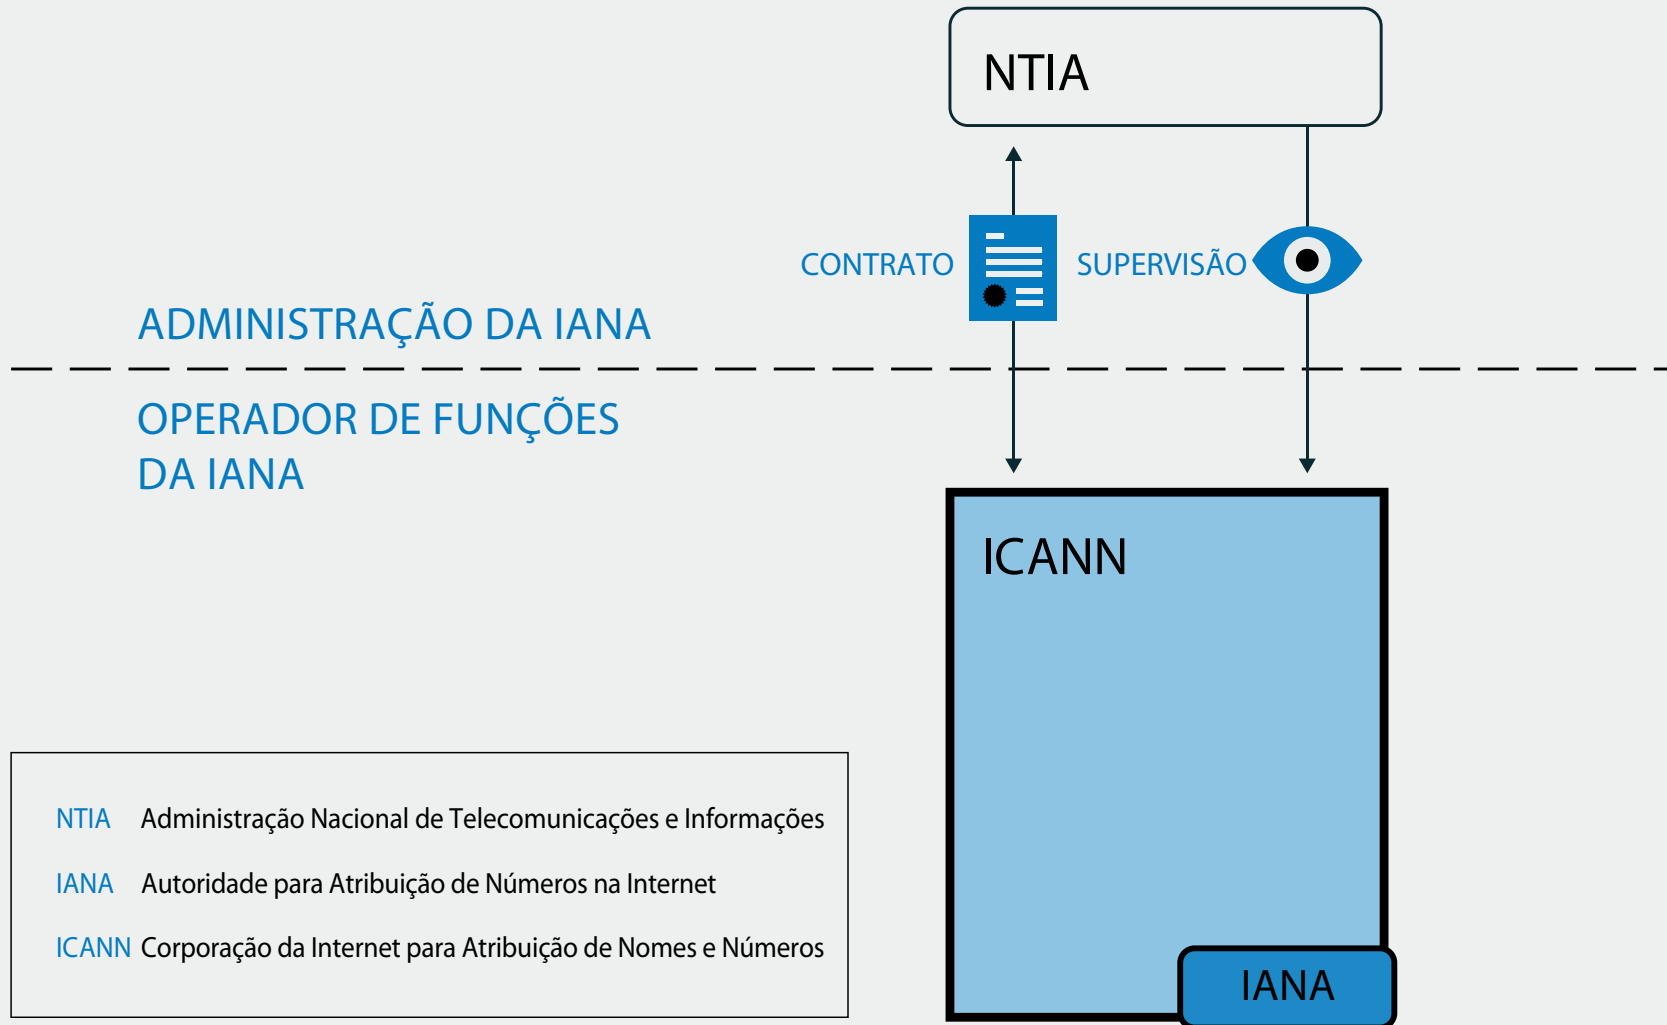 NTIA
CONTRATO
SUPERVISÃO
ADMINISTRAÇÃO DA IANA
OPERADOR DE FUNÇÕES
DA IANA
ICANN
IANA
NTIA Administração Nacional de Telecomunicações e Informações
IANA Autoridade para Atribuição de Números na Internet
ICANN Corporação da Internet para Atribuição de Nomes e Números